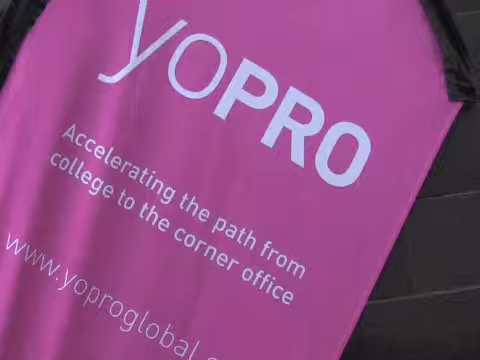 yoPRO
Accelerating the path from
college to the corner office
www.yoproglobal.